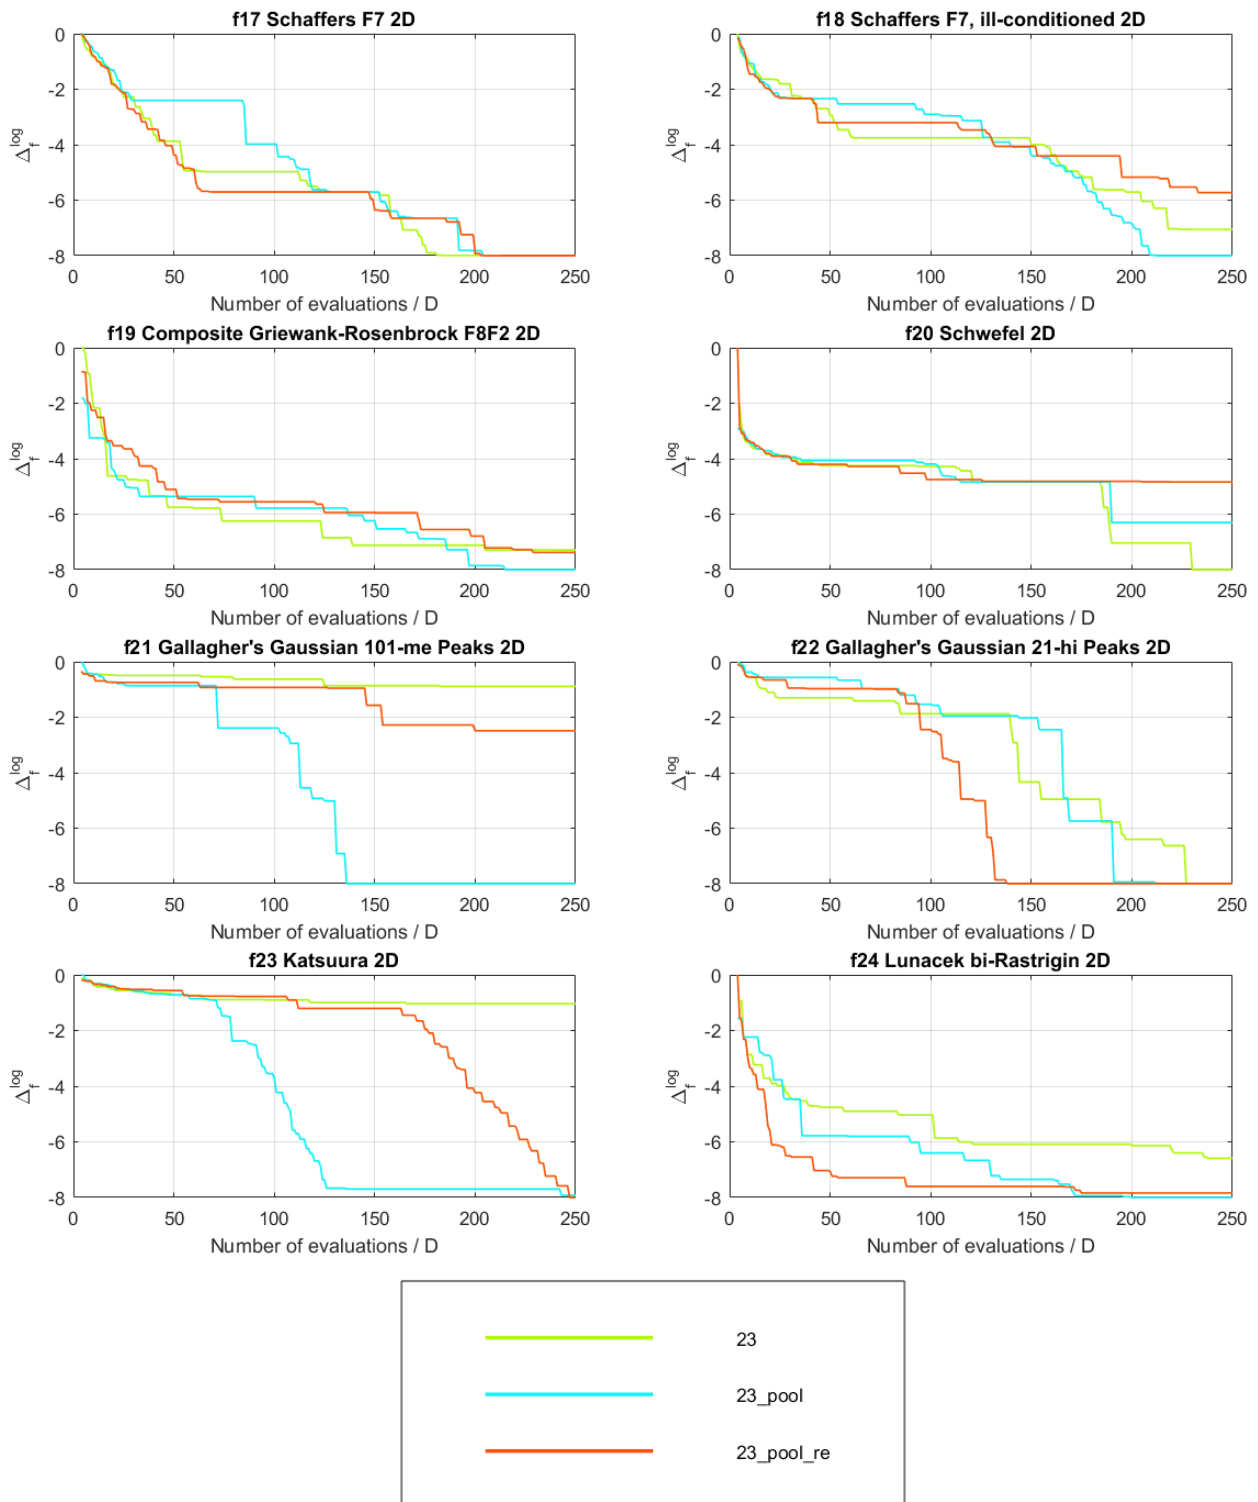 f17 Schaffers F7 2D
0
-2
-4
-6
-8
Δf log
0 50 100 150 200 250
Number of evaluations / D
f18 Schaffers F7, ill-conditioned 2D
0
-2
-4
-6
-8
Δf log
0 50 100 150 200 250
Number of evaluations / D
f19 Composite Griewank-Rosenbrock F8F2 2D
0
-2
-4
-6
-8
Δf log
0 50 100 150 200 250
Number of evaluations / D
f20 Schwefel 2D
0
-2
-4
-6
-8
Δf log
0 50 100 150 200 250
Number of evaluations / D
f21 Gallagher's Gaussian 101-me Peaks 2D
0
-2
-4
-6
-8
Δf log
0 50 100 150 200 250
Number of evaluations / D
f22 Gallagher's Gaussian 21-hi Peaks 2D
0
-2
-4
-6
-8
Δf log
0 50 100 150 200 250
Number of evaluations / D
f23 Katsuura 2D
0
-2
-4
-6
-8
Δf log
0 50 100 150 200 250
Number of evaluations / D
f24 Lunacek bi-Rastrigin 2D
0
-2
-4
-6
-8
Δf log
0 50 100 150 200 250
Number of evaluations / D
23
23_pool
23_pool_re